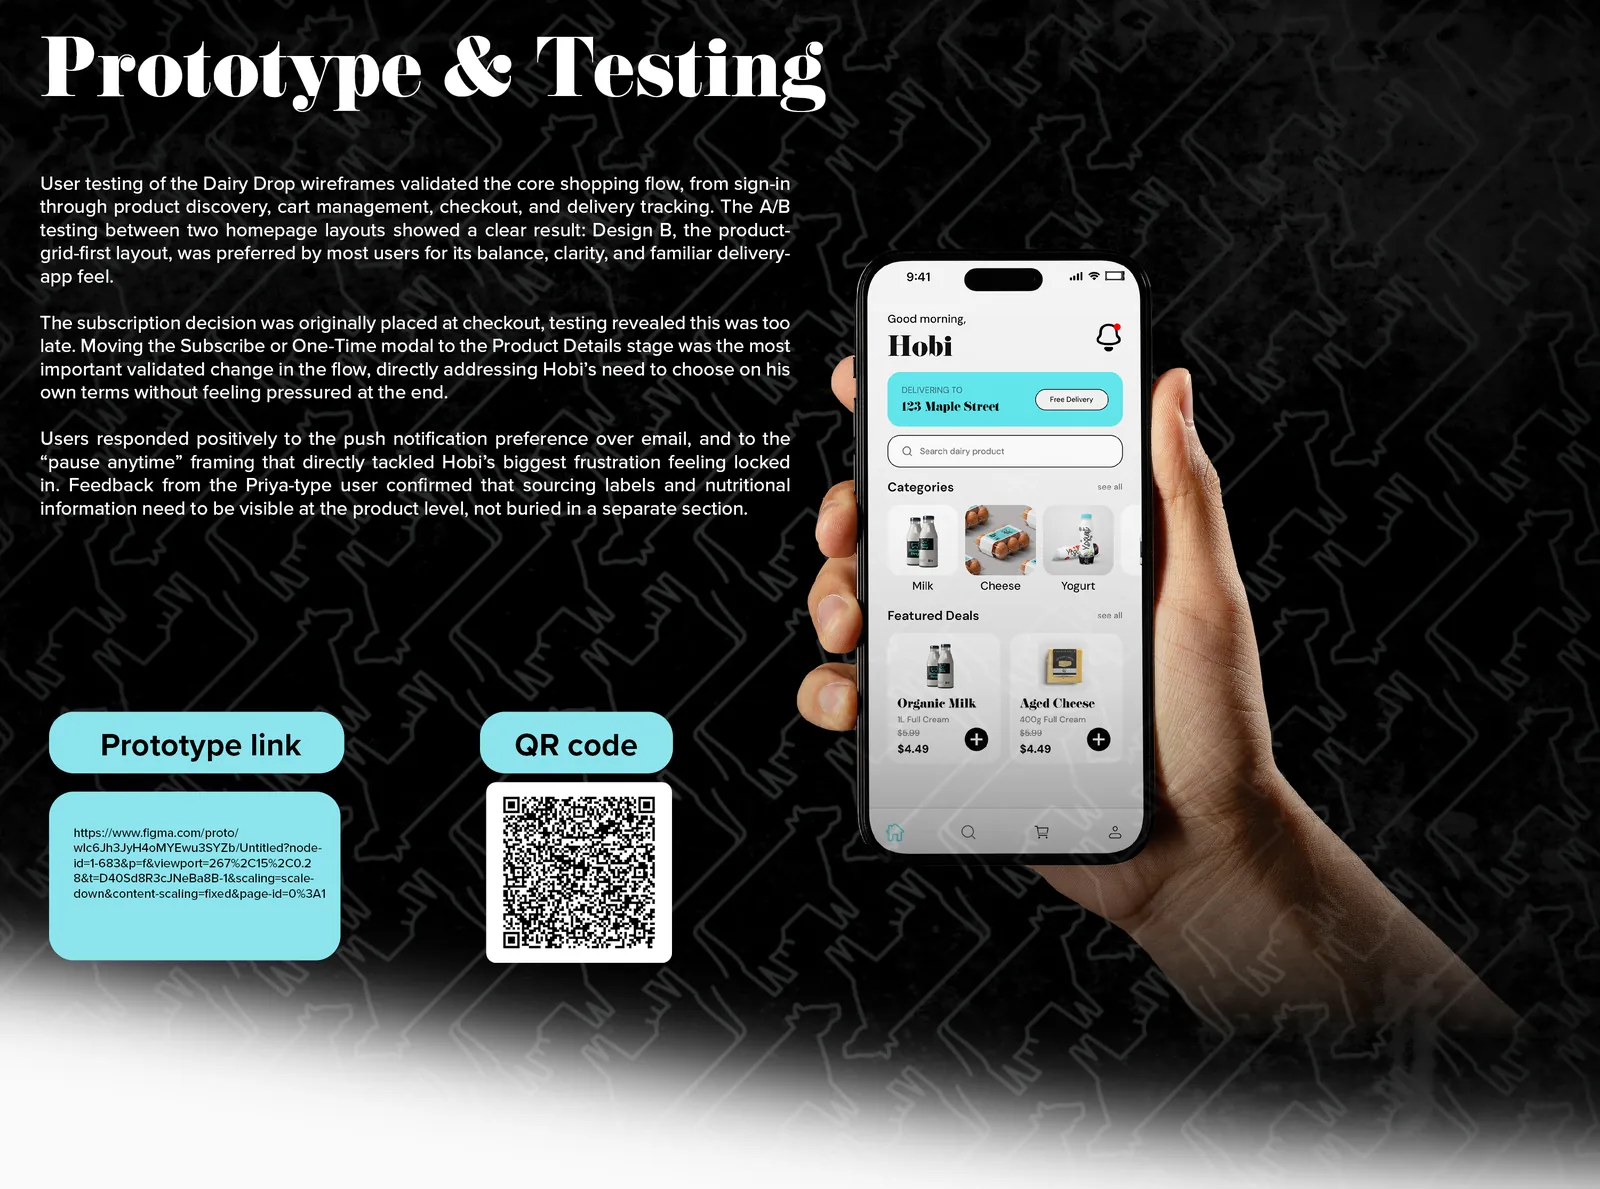 Prototype & Testing
User testing of the Dairy Drop wireframes validated the core shopping flow, from sign-in
through product discovery, cart management, checkout, and delivery tracking. The A/B
testing between two homepage layouts showed a clear result: Design B, the product-
grid-first layout, was preferred by most users for its balance, clarity, and familiar delivery-
app feel.
The subscription decision was originally placed at checkout, testing revealed this was too
late. Moving the Subscribe or One-Time modal to the Product Details stage was the most
important validated change in the flow, directly addressing Hobi's need to choose on his
own terms without feeling pressured at the end.
Users responded positively to the push notification preference over email, and to the
“pause anytime” framing that directly tackled Hobi's biggest frustration feeling locked
in. Feedback from the Priya-type user confirmed that sourcing labels and nutritional
information need to be visible at the product level, not buried in a separate section.
Prototype link
https://www.figma.com/proto/
wIc6Jh3JyH4oMYEwu3SYZb/Untitled?node-
id=1-683&p=f&viewport=267%2C15%2C0.2
8&t=D40Sd8R3cJNeBa8B-1&scaling=scale-
down&content-scaling=fixed&page-id=0%3A1
QR code
9:41
Good morning,
Hobi
DELIVERING TO
123 Maple Street
Free Delivery
Search dairy product
Categories
see all
Milk
Cheese
Yogurt
Featured Deals
see all
Organic Milk
1L Full Cream
$5.99
$4.49
Aged Cheese
400g Full Cream
$5.99
$4.49